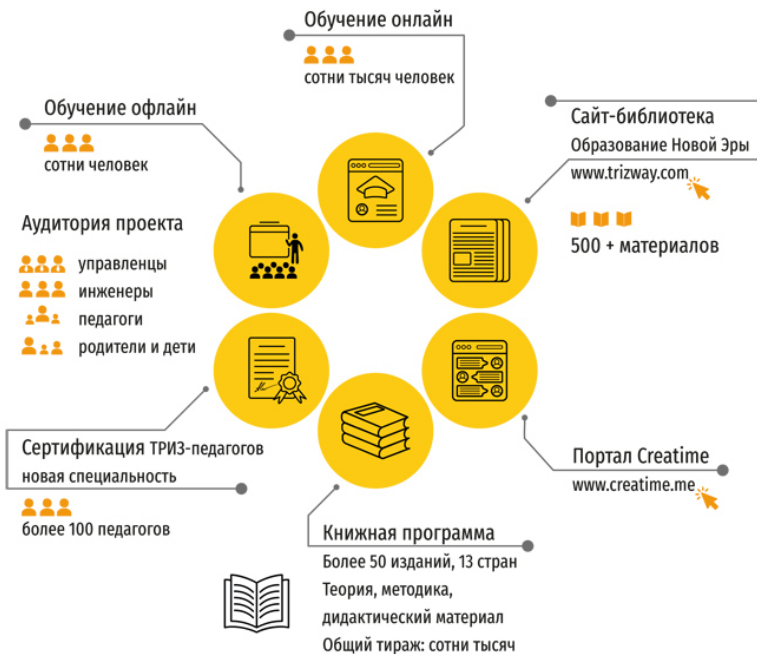 Обучение онлайн
сотни тысяч человек
Обучение офлайн
сотни человек
Сайт-библиотека
Образование Новой Эры
www.trizway.com
500 + материалов
Аудитория проекта
управленцы
инженеры
педагоги
родители и дети
Сертификация ТРИЗ-педагогов
новая специальность
более 100 педагогов
Портал Creatime
www.creatime.me
Книжная программа
Более 50 изданий, 13 стран
Теория, методика,
дидактический материал
Общий тираж: сотни тысяч